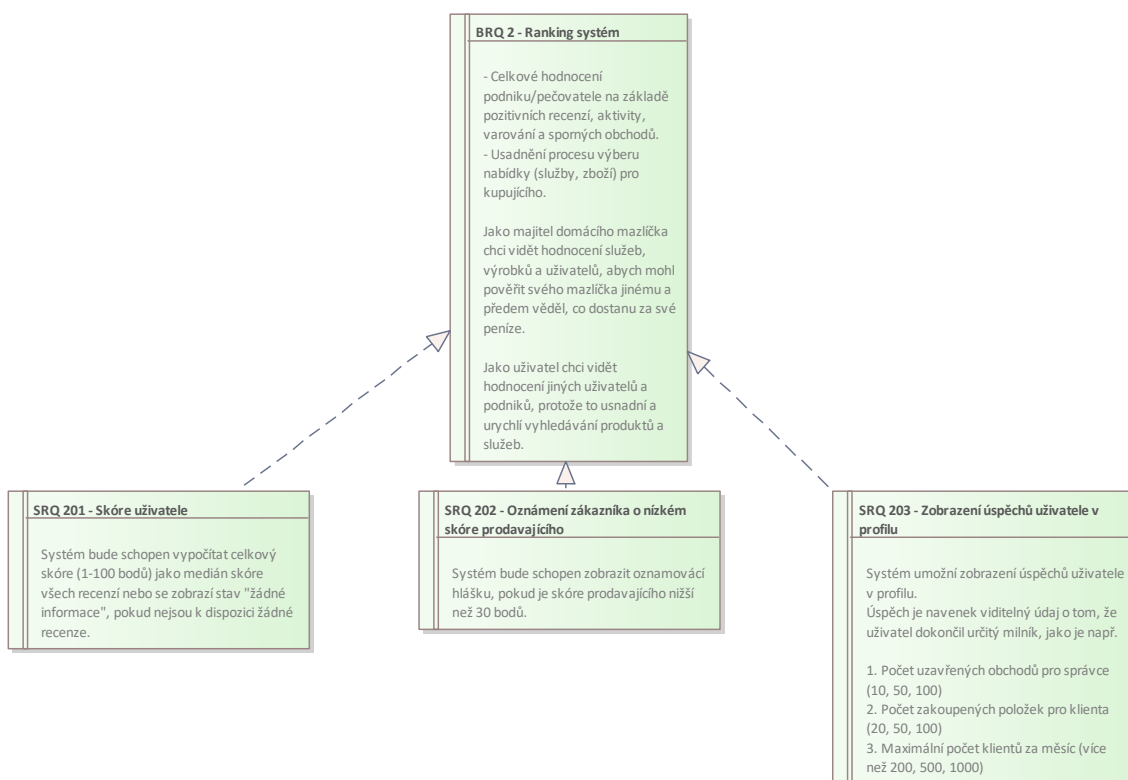 BRQ 2 - Ranking systém
- Celkové hodnocení
podniku/pečovatele na základě
pozitivních recenzí, aktivity,
varování a sporných obchodů.
- Usadnění procesu výberu
nabídky (služby, zboží) pro
kupujícího.
Jako majitel domácího mazlíčka
chci vidět hodnocení služeb,
výrobků a uživatelů, abych mohl
pověřit svého mazlíčka jinému a
předem věděl, co dostanu za své
peníze.
Jako uživatel chci vidět
hodnocení jiných uživatelů a
podniků, protože to usnadní a
urychlí vyhledávání produktů a
služeb.
SRQ 201 - Skóre uživatele
Systém bude schopen vypočítat celkový
skóre (1-100 bodů) jako medián skóre
všech recenzí nebo se zobrazí stav "žádné
informace", pokud nejsou k dispozici žádné
recenze.
SRQ 202 - Oznámení zákazníka o nízkém
skóre prodavajícího
Systém bude schopen zobrazit oznamovácí
hlášku, pokud je skóre prodavajícího nižší
než 30 bodů.
SRQ 203 - Zobrazení úspěchů uživatele v
profilu
Systém umožní zobrazení úspěchů uživatele
v profilu.
Úspěch je navenek viditelný údaj o tom, že
uživatel dokončil určitý milník, jako je např.
1. Počet uzavřených obchodů pro správce
(10, 50, 100)
2. Počet zakoupených položek pro klienta
(20, 50, 100)
3. Maximální počet klientů za měsíc (více
než 200, 500, 1000)